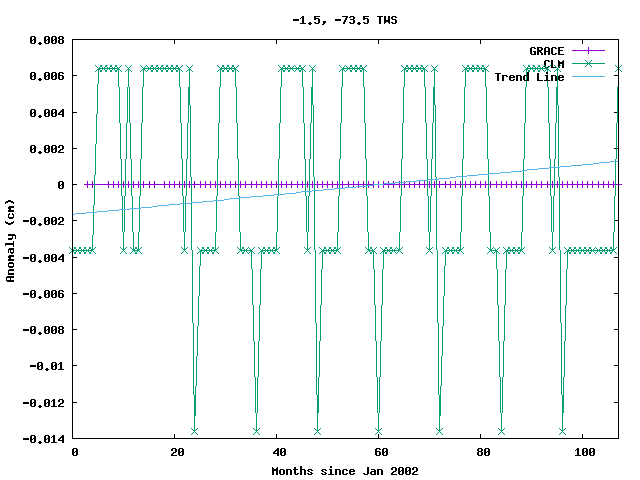 -1.5, -73.5 TWS
0.008
0.006
0.004
0.002
0
-0.002
-0.004
-0.006
-0.008
-0.01
-0.012
-0.014
Anomaly (cm)
GRACE
CLM
Trend Line
0 20 40 60 80 100
Months since Jan 2002